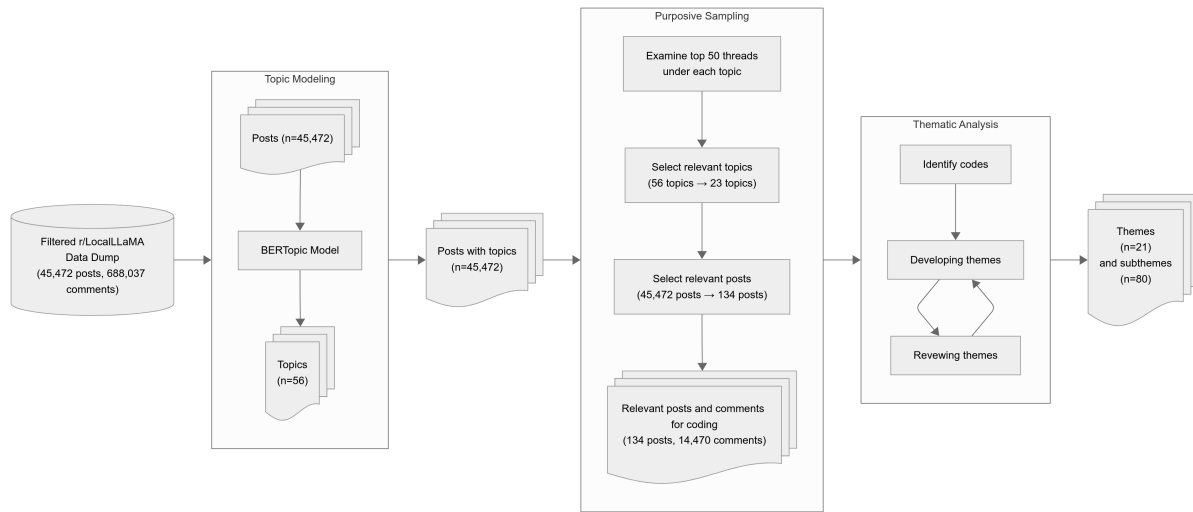 Filtered r/LocalLLaMA
Data Dump
(45,472 posts, 688,037
comments)
Topic Modeling
Posts (n=45,472)
BERTopic Model
Topics
(n=56)
Posts with topics
(n=45,472)
Purposive Sampling
Examine top 50 threads
under each topic
Select relevant topics
(56 topics → 23 topics)
Select relevant posts
(45,472 posts → 134 posts)
Relevant posts and comments
for coding
(134 posts, 14,470 comments)
Thematic Analysis
Identify codes
Developing themes
Revewing themes
Themes
(n=21)
and subthemes
(n=80)